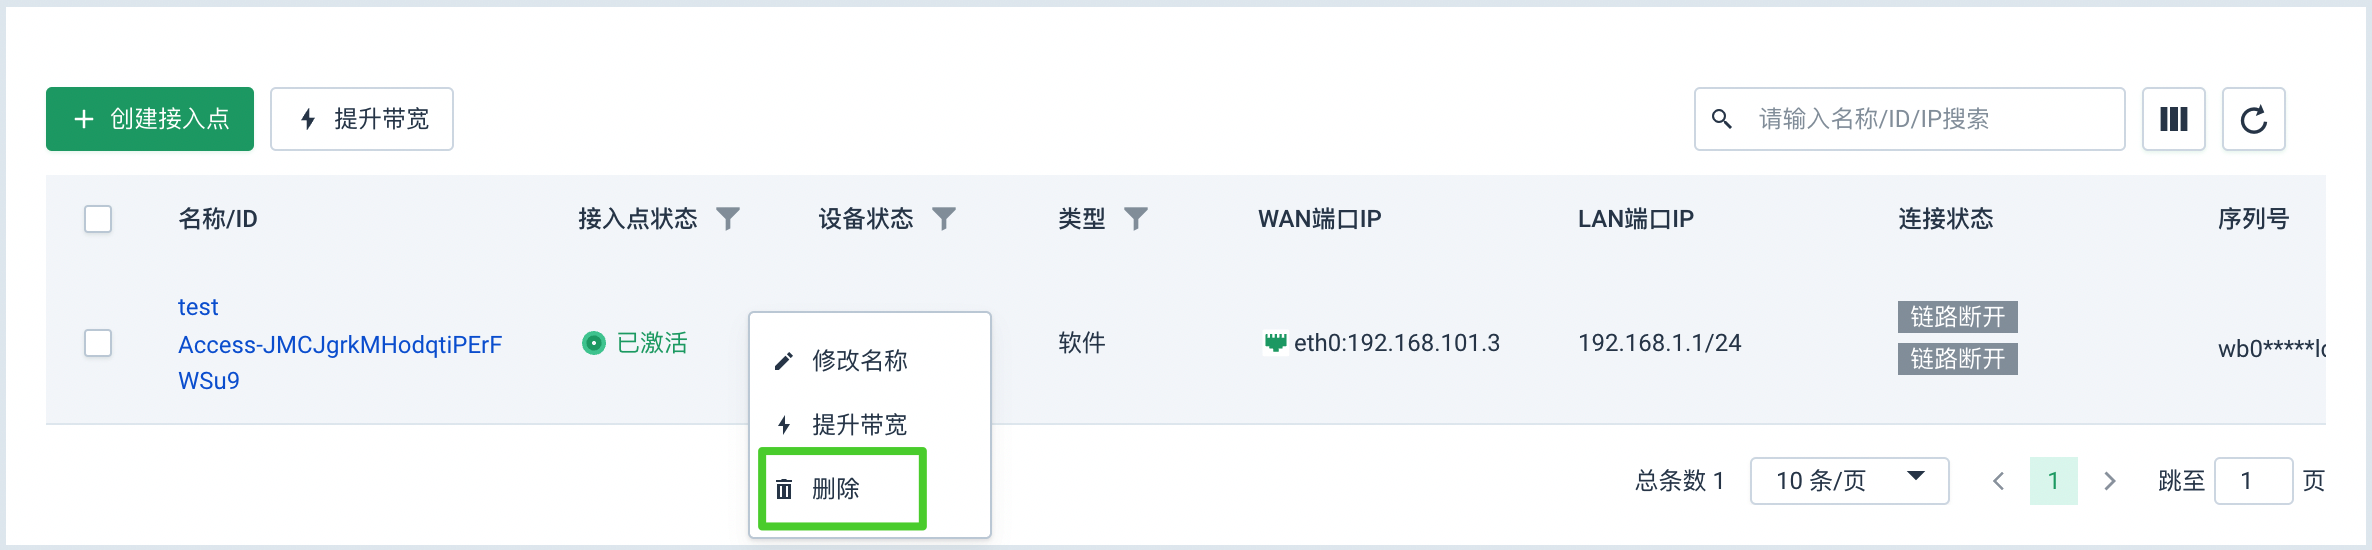 创建接入点
提升带宽
请输入名称/ID/IP搜索
名称/ID
接入点状态
设备状态
类型
WAN端口IP
LAN端口IP
连接状态
序列号
test
Access-JMCJgrkMHodqtiPErF
WSu9
已激活
软件
eth0:192.168.101.3
192.168.1.1/24
链路断开
链路断开
wb0*****
修改名称
提升带宽
删除
总条数 1
10 条/页
1
跳至
1
页